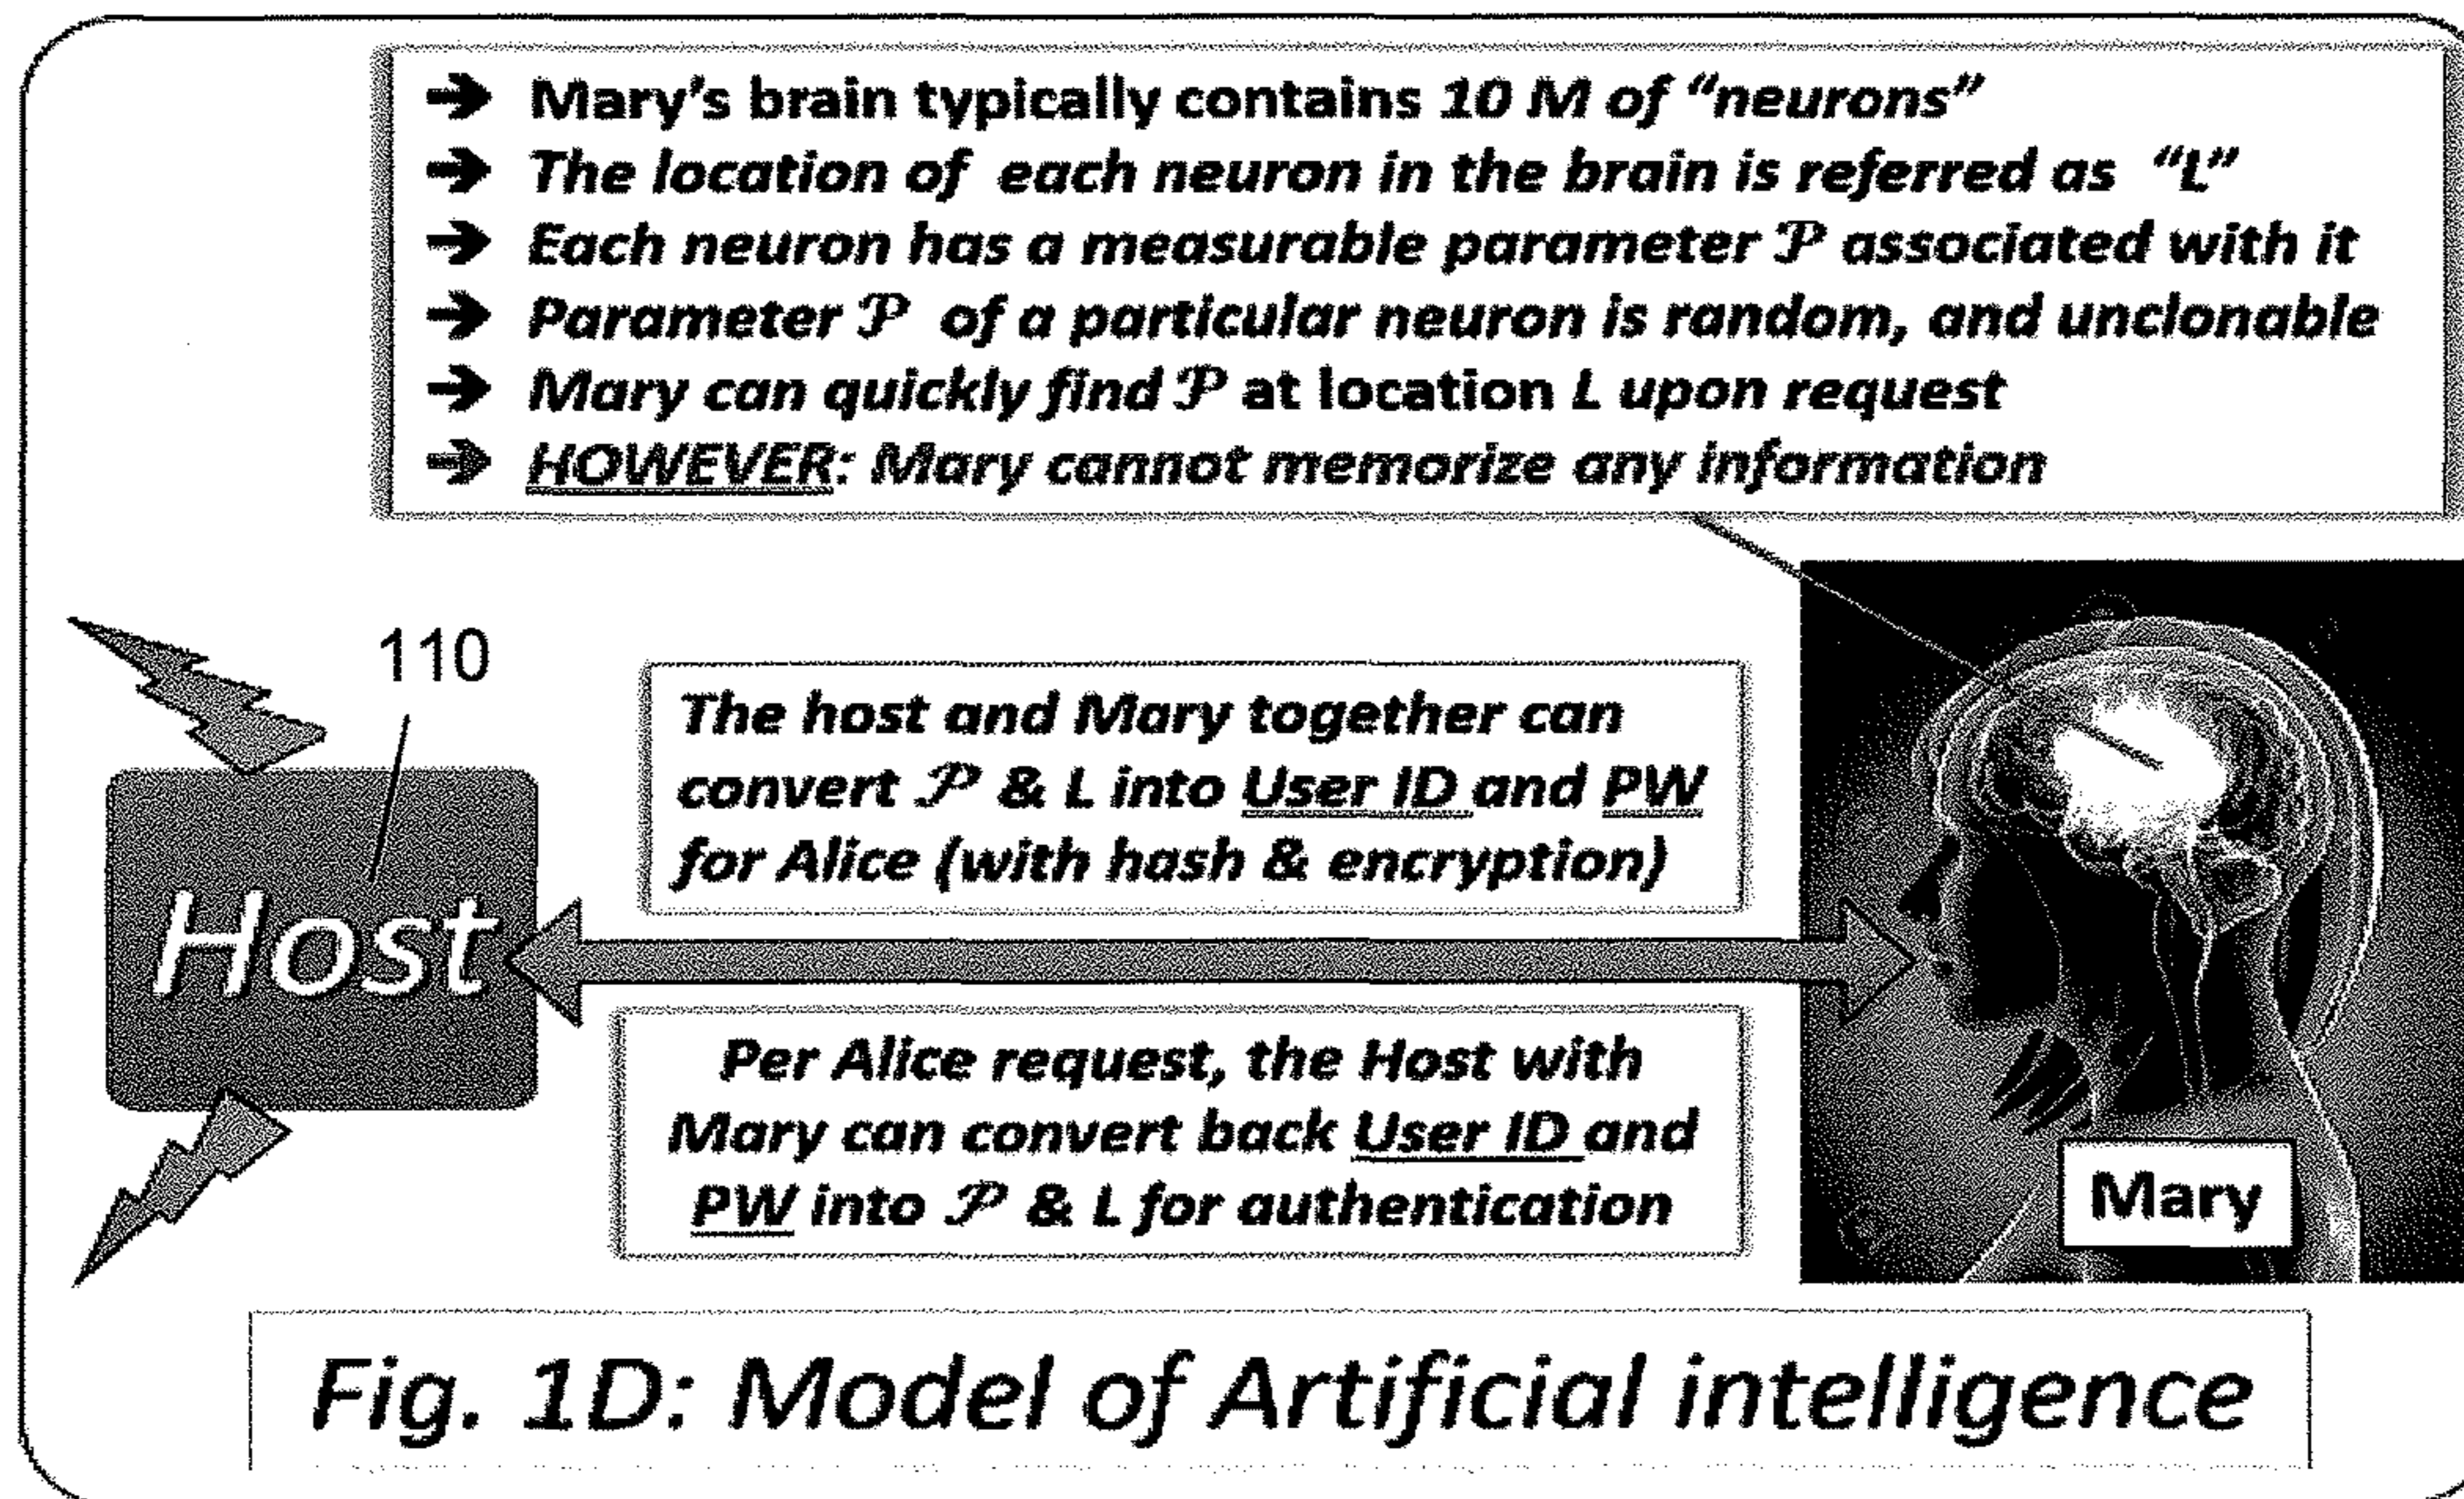 → Mary's brain typically contains 10 M of “neurons”
→ The location of each neuron in the brain is referred as “L”
→ Each neuron has a measurable parameter 𝒫 associated with it
→ Parameter 𝒫 of a particular neuron is random, and unclonable
→ Mary can quickly find 𝒫 at location L upon request
→ HOWEVER: Mary cannot memorize any information
110
Host
The host and Mary together can
convert 𝒫 & L into User ID and PW
for Alice (with hash & encryption)
Per Alice request, the Host with
Mary can convert back User ID and
PW into 𝒫 & L for authentication
Mary
Fig. 1D: Model of Artificial intelligence